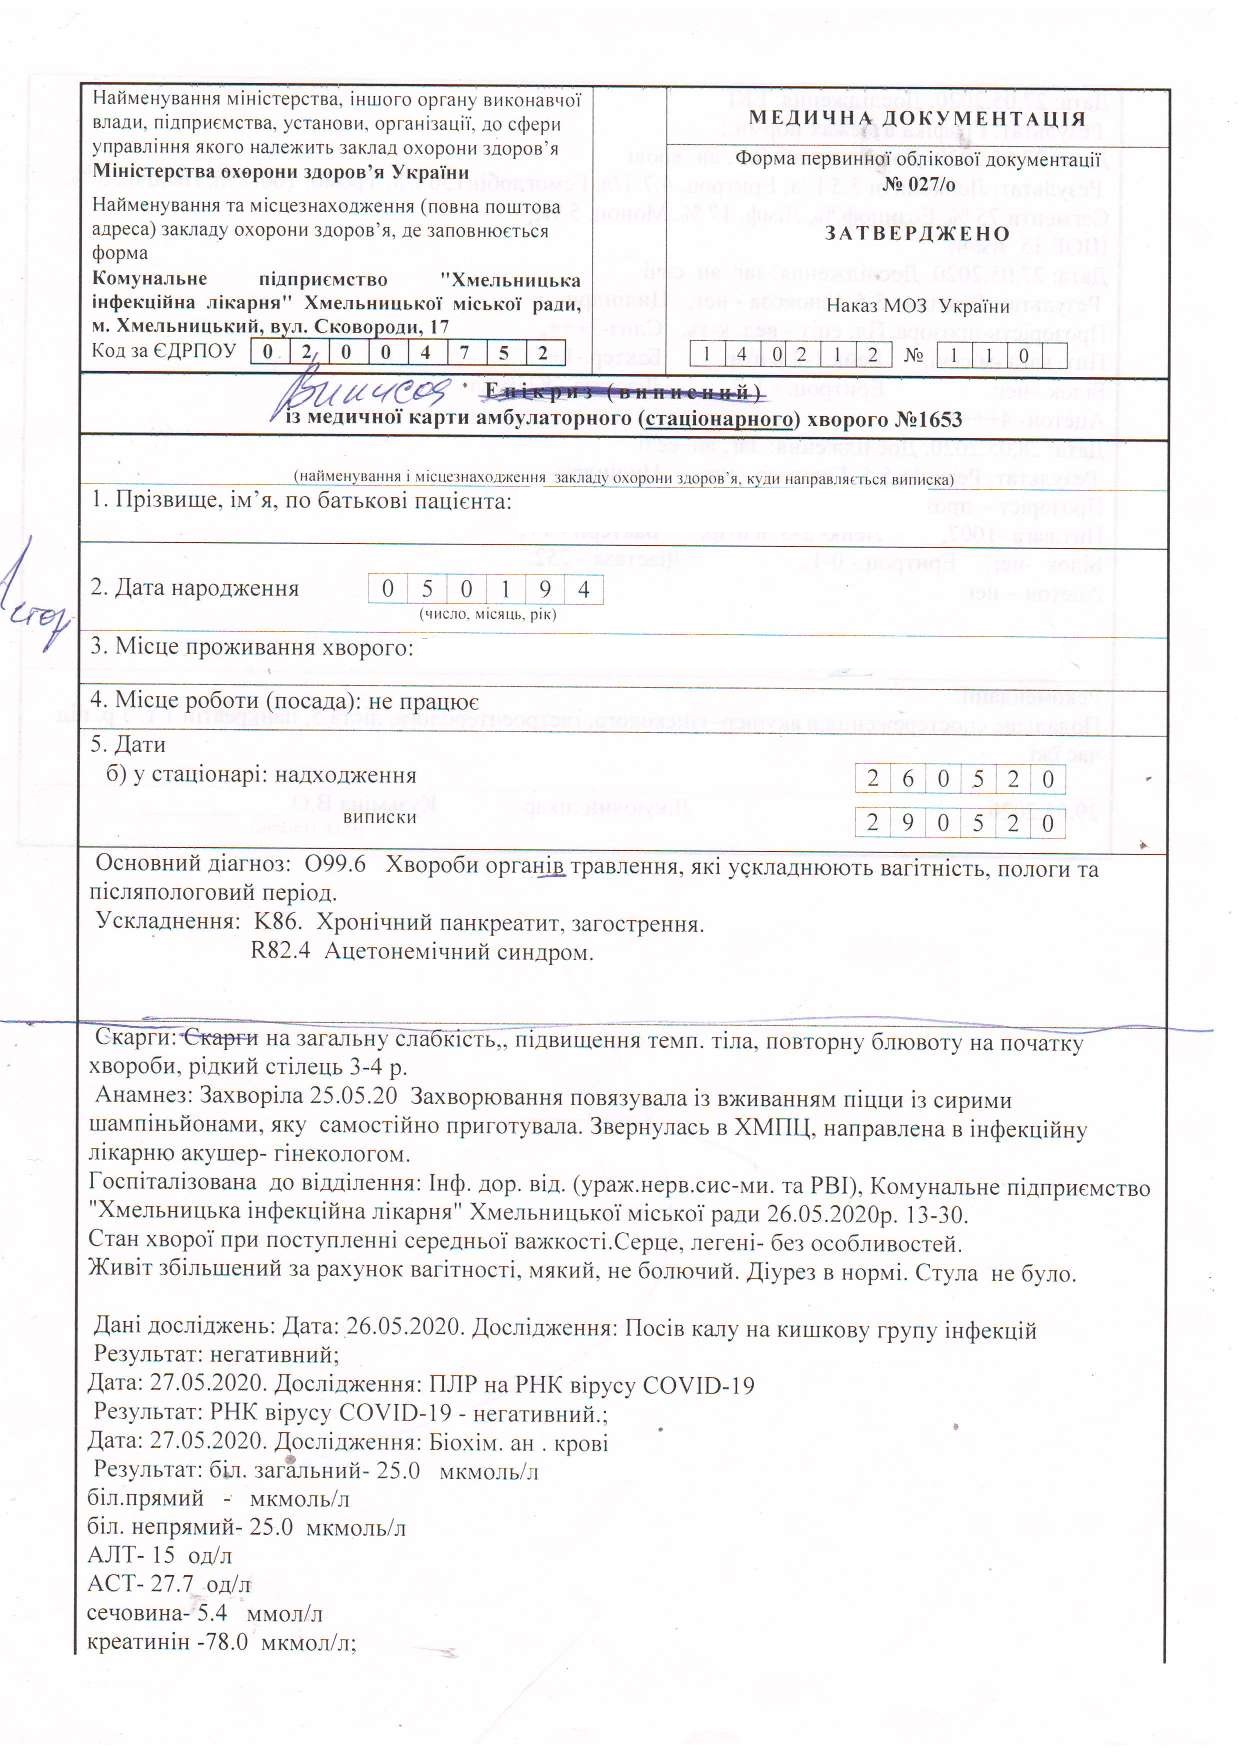 Найменування міністерства, іншого органу виконавчої
влади, підприємства, установи, організації, до сфери
управління якого належить заклад охорони здоров’я
Міністерства охорони здоров’я України
Найменування та місцезнаходження (повна поштова
адреса) закладу охорони здоров’я, де заповнюється
форма
Комунальне підприємство "Хмельницька
інфекційна лікарня" Хмельницької міської ради,
м. Хмельницький, вул. Сковороди, 17
Код за ЄДРПОУ 0 2 0 0 4 7 5 2
МЕДИЧНА ДОКУМЕНТАЦІЯ
Форма первинної облікової документації
№ 027/о
ЗАТВЕРДЖЕНО
Наказ МОЗ України
1 4 0 2 1 2 № 1 1 0
Епікриз (виписний)
із медичної карти амбулаторного (стаціонарного) хворого №1653
(найменування і місцезнаходження закладу охорони здоров’я, куди направляється виписка)
1. Прізвище, ім’я, по батькові пацієнта:
2. Дата народження 0 5 0 1 9 4
(число, місяць, рік)
3. Місце проживання хворого:
4. Місце роботи (посада): не працює
5. Дати
б) у стаціонарі: надходження 2 6 0 5 2 0
виписки 2 9 0 5 2 0
Основний діагноз: О99.6 Хвороби органів травлення, які ускладнюють вагітність, пологи та
післяпологовий період.
Ускладнення: K86. Хронічний панкреатит, загострення.
R82.4 Ацетонемічний синдром.
Скарги: Скарги на загальну слабкість,, підвищення темп. тіла, повторну блювоту на початку
хвороби, рідкий стілець 3-4 р.
Анамнез: Захворіла 25.05.20 Захворювання повязувала із вживанням піцци із сирими
шампіньйонами, яку самостійно приготувала. Звернулась в ХМПЦ, направлена в інфекційну
лікарню акушер- гінекологом.
Госпіталізована до відділення: Інф. дор. від. (ураж.нерв.сис-ми. та РВІ), Комунальне підприємство
"Хмельницька інфекційна лікарня" Хмельницької міської ради 26.05.2020р. 13-30.
Стан хворої при поступленні середньої важкості.Серце, легені- без особливостей.
Живіт збільшений за рахунок вагітності, мякий, не болючий. Діурез в нормі. Стула не було.
Дані досліджень: Дата: 26.05.2020. Дослідження: Посів калу на кишкову групу інфекцій
Результат: негативний;
Дата: 27.05.2020. Дослідження: ПЛР на РНК вірусу COVID-19
Результат: РНК вірусу COVID-19 - негативний.;
Дата: 27.05.2020. Дослідження: Біохім. ан . крові
Результат: біл. загальний- 25.0 мкмоль/л
біл.прямий - мкмоль/л
біл. непрямий- 25.0 мкмоль/л
АЛТ- 15 од/л
АСТ- 27.7 од/л
сечовина- 5.4 ммол/л
креатинін -78.0 мкмол/л;